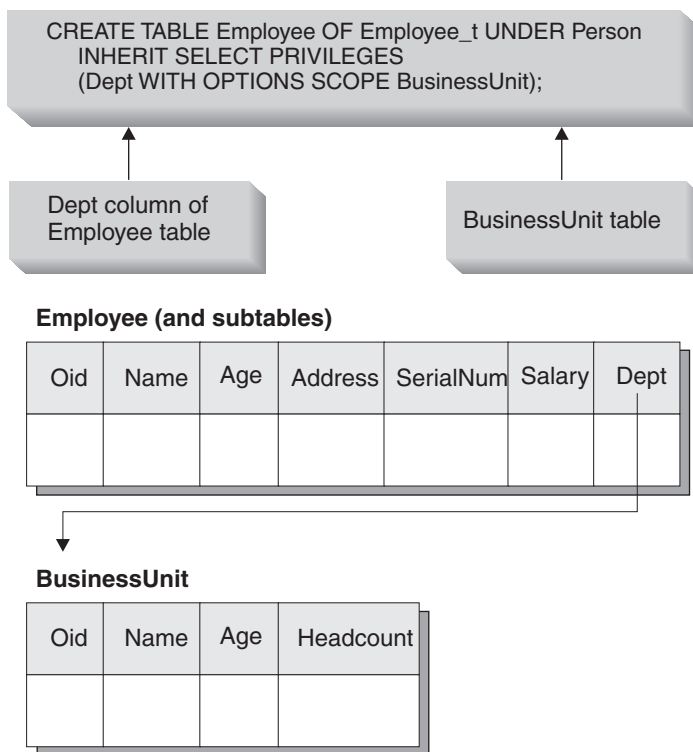 CREATE TABLE Employee OF Employee_t UNDER Person
INHERIT SELECT PRIVILEGES
(Dept WITH OPTIONS SCOPE BusinessUnit);
Dept column of
Employee table
BusinessUnit table
Employee (and subtables)
Oid Name Age Address SerialNum Salary Dept
BusinessUnit
Oid Name Age Headcount